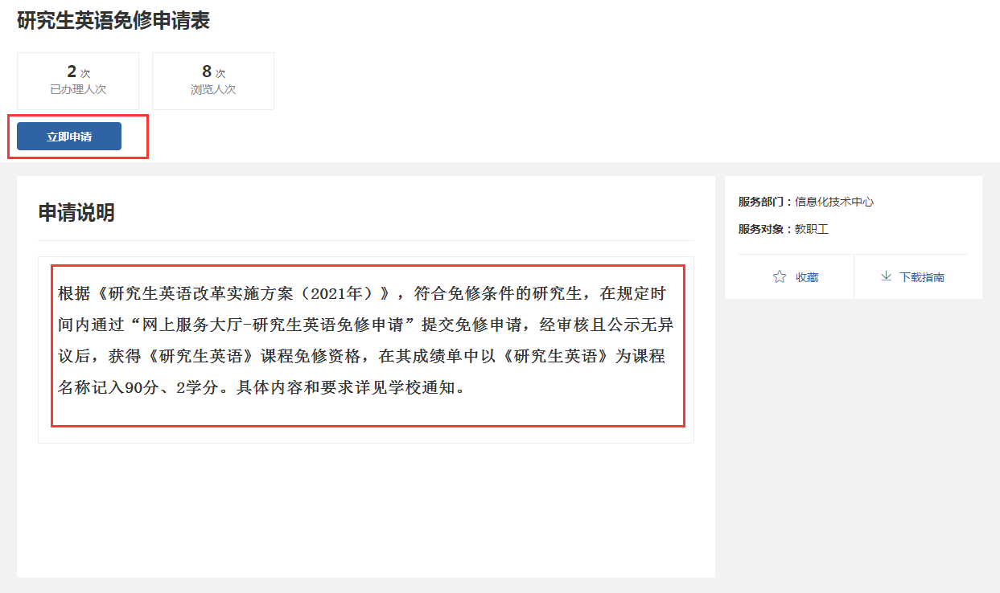 研究生英语免修申请表
2 次
已办理人次
8 次
浏览人次
立即申请
申请说明
根据《研究生英语改革实施方案（2021年）》，符合免修条件的研究生，在规定时
间内通过“网上服务大厅-研究生英语免修申请”提交免修申请，经审核且公示无异
议后，获得《研究生英语》课程免修资格，在其成绩单中以《研究生英语》为课程
名称记入90分、2学分。具体内容和要求详见学校通知。
服务部门：信息化技术中心
服务对象：教职工
收藏
下载指南